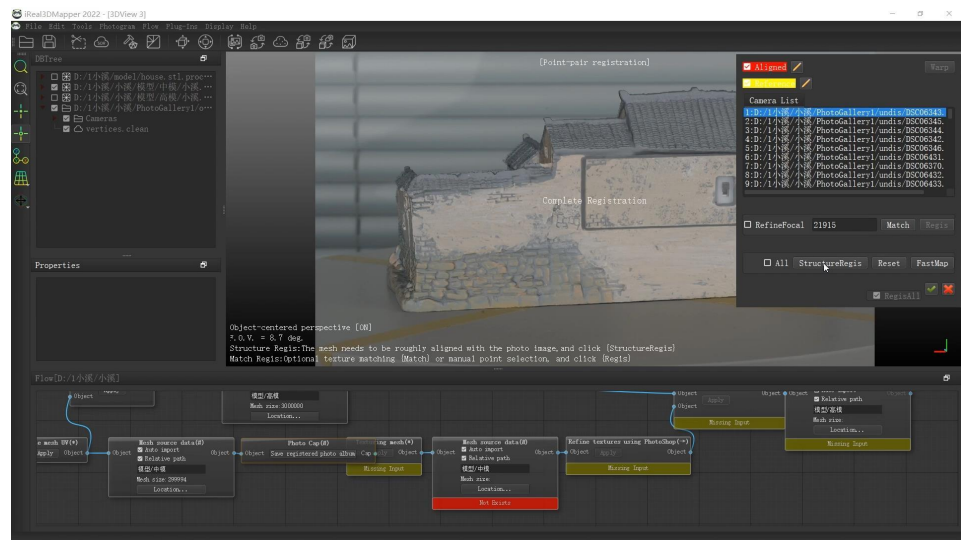 iReal3DMapper 2022 - [3DView 3]
File Edit Tools Photogram Flow Plug-Ins Display Help
DBTree
D:/1小溪/model/house.stl.proc…
D:/1小溪/小溪/模型/中模/小溪.…
D:/1小溪/小溪/模型/高模/小溪.…
D:/1小溪/小溪/PhotoGallery1/o…
Cameras
vertices.clean
Properties
[Point-pair registration]
Complete Registration
Object-centered perspective [ON]
F.O.V. = 8.7 deg.
Structure Regis:The mesh needs to be roughly aligned with the photo image, and click [StructureRegis]
Match Regis:Optional texture matching [Match] or manual point selection, and click [Regis]
Aligned
Warp
Camera List
1:D:/1小溪/小溪/PhotoGallery1/undis/DSC06343.
2:D:/1小溪/小溪/PhotoGallery1/undis/DSC06345.
3:D:/1小溪/小溪/PhotoGallery1/undis/DSC06344.
4:D:/1小溪/小溪/PhotoGallery1/undis/DSC06342.
5:D:/1小溪/小溪/PhotoGallery1/undis/DSC06346.
6:D:/1小溪/小溪/PhotoGallery1/undis/DSC06431.
7:D:/1小溪/小溪/PhotoGallery1/undis/DSC06370.
8:D:/1小溪/小溪/PhotoGallery1/undis/DSC06432.
9:D:/1小溪/小溪/PhotoGallery1/undis/DSC06433.
RefineFocal 21915 Match Regis
All StructureRegis Reset FastMap
RegisAll
Flow[D:/1小溪/小溪]
Object
模型/高模
Mesh size:3000000
Location...
Object
Object Apply
Missing Input
Object Object
Relative path
模型/高模
Mesh size:
Location...
Missing Input
e mesh UV(*)
Apply Object
Mesh source data(#)
Auto import
Relative path
Object Object
模型/中模
Mesh size:299994
Location...
Photo Cap(#)
Object Save registered photo album Cap
ing mesh(*)
Object
Missing Input
Mesh source data(#)
Auto import
Relative path
Object Object
模型/中模
Mesh size:
Location...
Not Exists
Refine textures using PhotoShop(→)
Object Apply Object
Missing Input